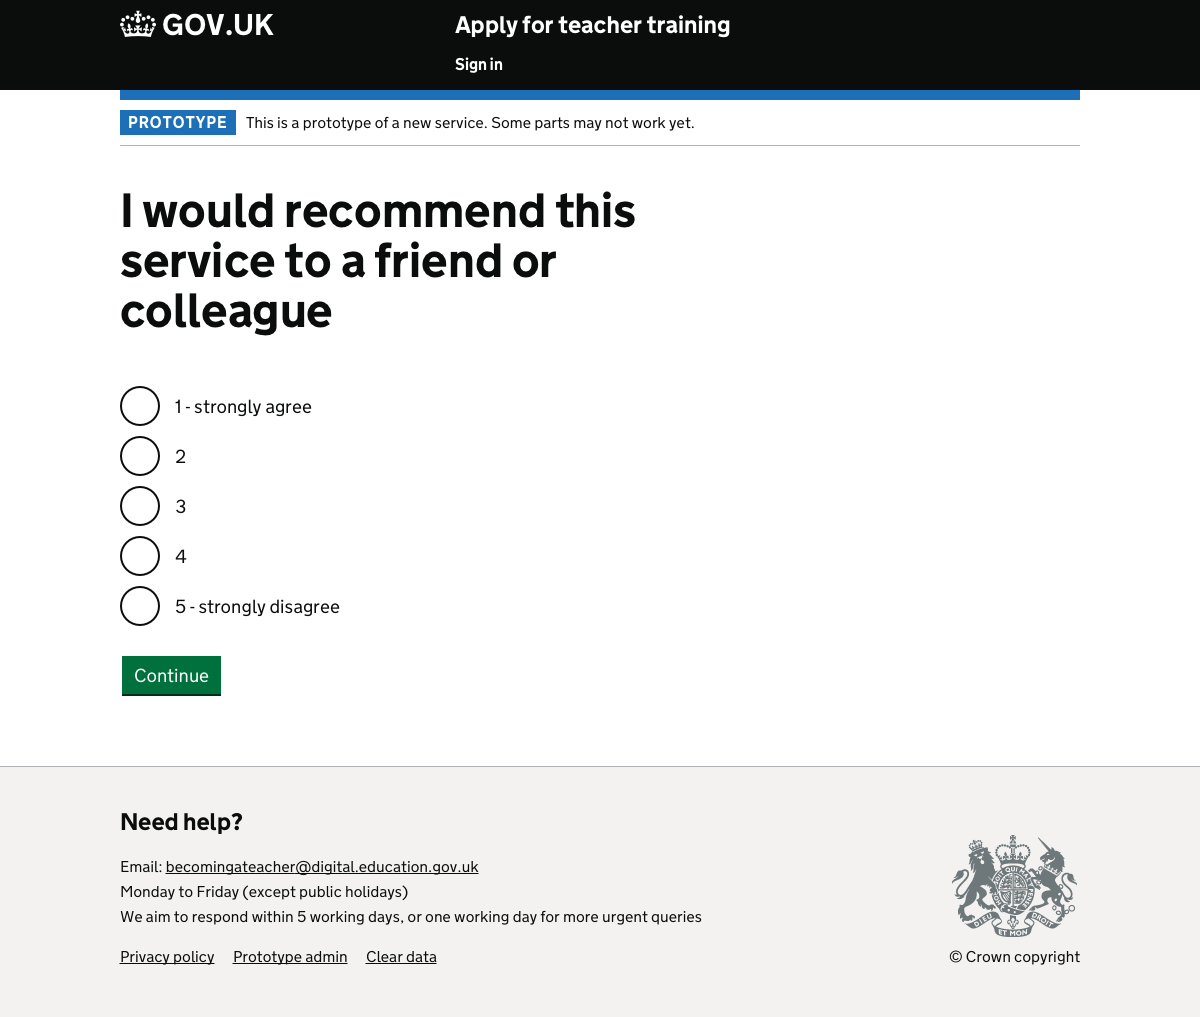 GOV.UK
Apply for teacher training
Sign in
PROTOTYPE This is a prototype of a new service. Some parts may not work yet.
I would recommend this
service to a friend or
colleague
1 - strongly agree
2
3
4
5 - strongly disagree
Continue
Need help?
Email: becomingateacher@digital.education.gov.uk
Monday to Friday (except public holidays)
We aim to respond within 5 working days, or one working day for more urgent queries
Privacy policy Prototype admin Clear data
DIEU ET MON DROIT
© Crown copyright